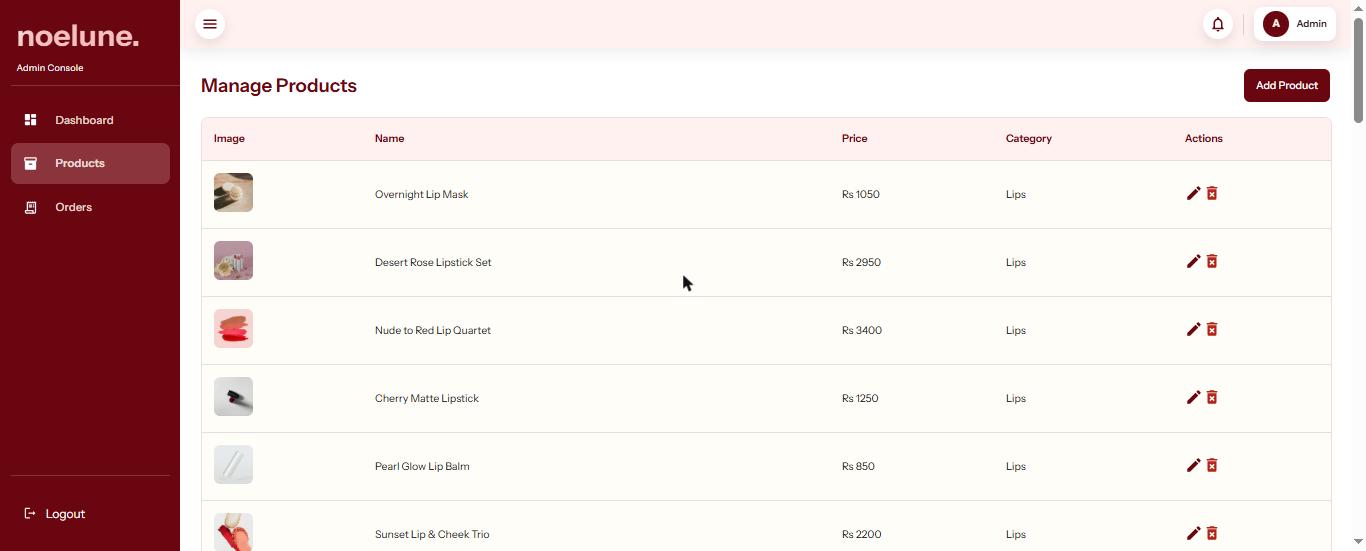 noelune.
Admin Console
A Admin
Dashboard
Products
Orders
Logout
Manage Products
Add Product
Image Name Price Category Actions
Overnight Lip Mask Rs 1050 Lips
Desert Rose Lipstick Set Rs 2950 Lips
Nude to Red Lip Quartet Rs 3400 Lips
Cherry Matte Lipstick Rs 1250 Lips
Pearl Glow Lip Balm Rs 850 Lips
Sunset Lip & Cheek Trio Rs 2200 Lips